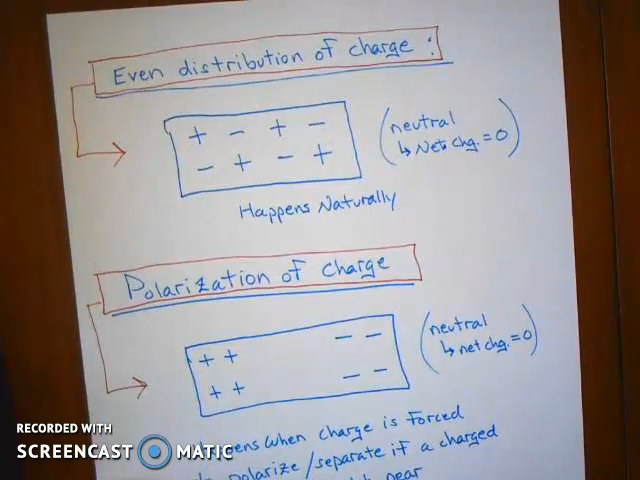 Even distribution of charge :
+ - + -
- + - +
(neutral
↳ Net chg. = 0)
Happens Naturally
Polarization of charge
+ + - -
+ + - -
(neutral
↳ net chg. = 0)
when charge is forced
polarize/separate if a charged
near
RECORDED WITH
SCREENCAST MATIC